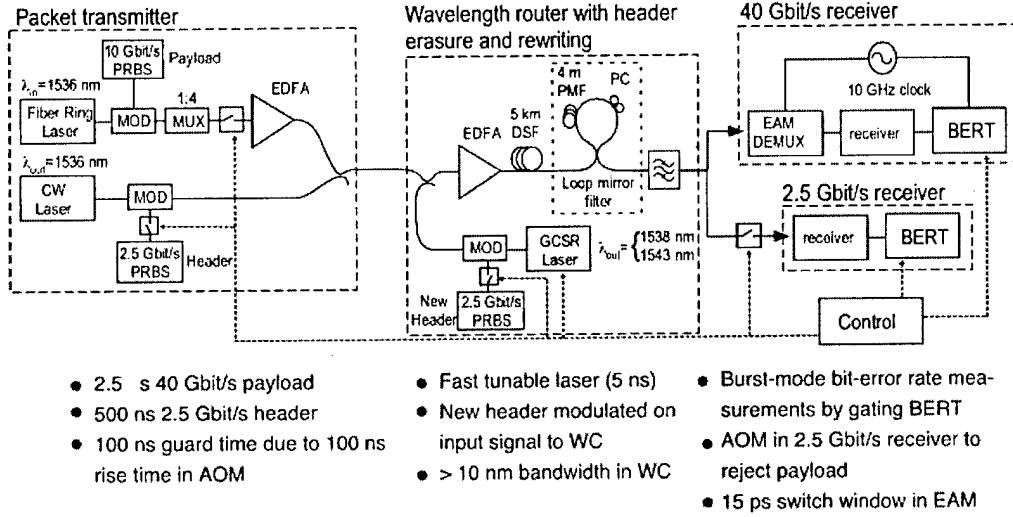 Packet transmitter
10 Gbit/s
PRBS
Payload
λin=1536 nm
Fiber Ring
Laser
MOD
1:4
MUX
EDFA
λout=1536 nm
CW
Laser
MOD
2.5 Gbit/s
PRBS
Header
Wavelength router with header
erasure and rewriting
EDFA
5 km
DSF
4 m
PMF
PC
Loop mirror
filter
MOD
GCSR
Laser
λout= { 1538 nm
1543 nm
New
Header
2.5 Gbit/s
PRBS
40 Gbit/s receiver
10 GHz clock
EAM
DEMUX
receiver
BERT
2.5 Gbit/s receiver
receiver
BERT
Control
• 2.5 s 40 Gbit/s payload
• 500 ns 2.5 Gbit/s header
• 100 ns guard time due to 100 ns
rise time in AOM
• Fast tunable laser (5 ns)
• New header modulated on
input signal to WC
• > 10 nm bandwidth in WC
• Burst-mode bit-error rate mea-
surements by gating BERT
• AOM in 2.5 Gbit/s receiver to
reject payload
• 15 ps switch window in EAM